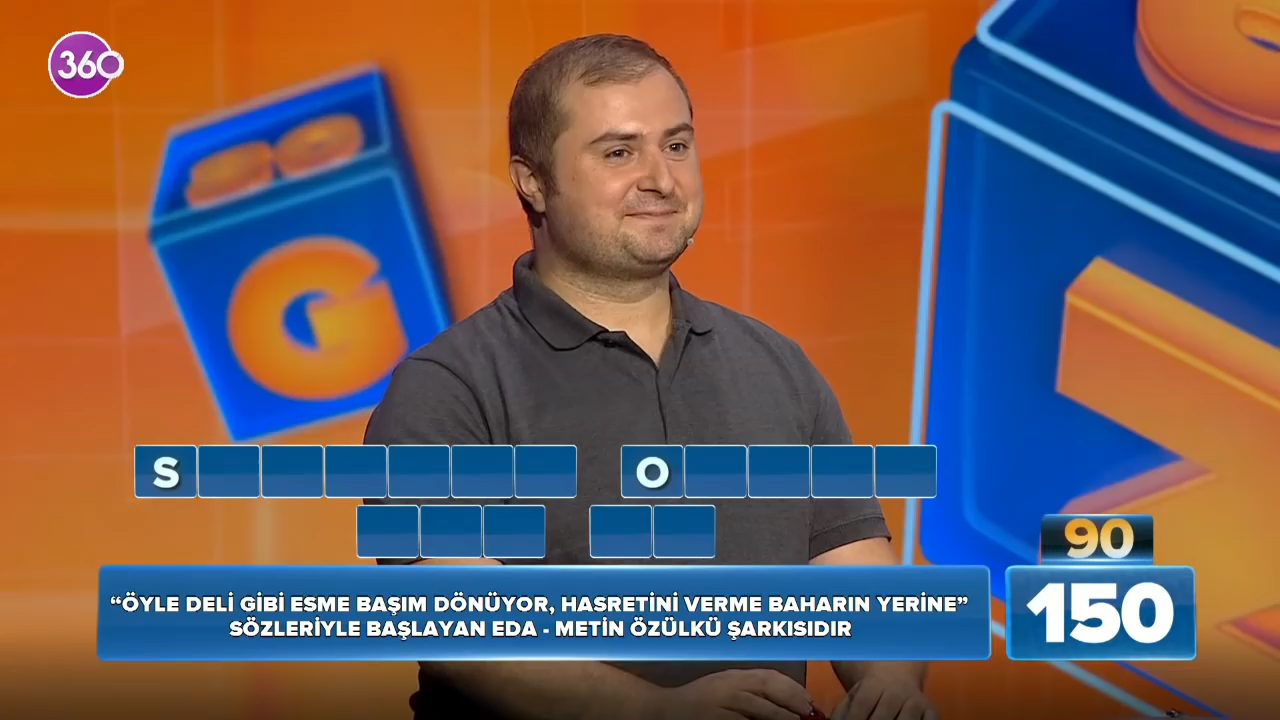 360
G
S O
90
“ÖYLE DELİ GİBİ ESME BAŞIM DÖNÜYOR, HASRETİNİ VERME BAHARIN YERİNE”
SÖZLERİYLE BAŞLAYAN EDA - METİN ÖZÜLKÜ ŞARKISIDIR
150